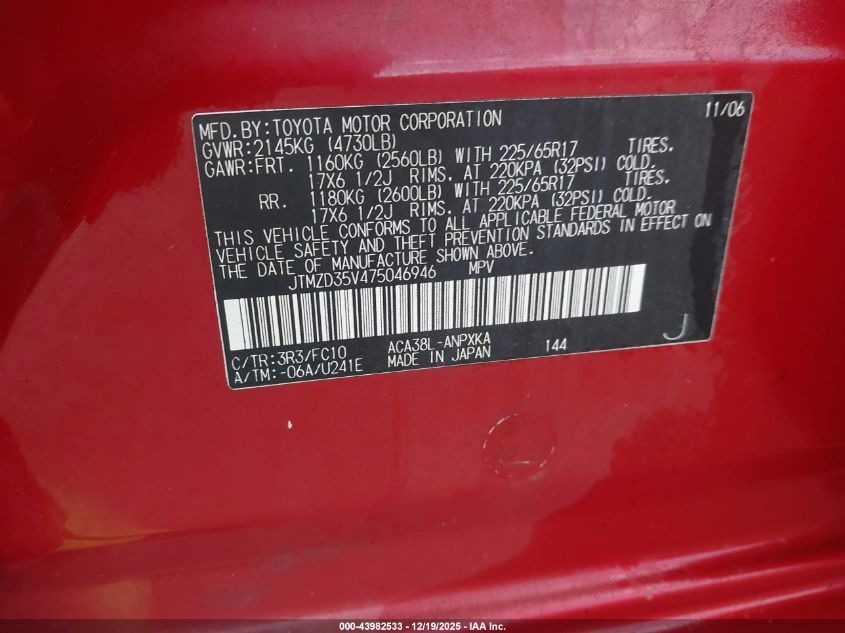 11/06
MFD.BY:TOYOTA MOTOR CORPORATION
GVWR:2145KG (4730LB)
GAWR:FRT. 1160KG (2560LB) WITH 225/65R17 TIRES.
17X6 1/2J RIMS. AT 220KPA (32PSI) COLD.
RR. 1180KG (2600LB) WITH 225/65R17 TIRES.
17X6 1/2J RIMS. AT 220KPA (32PSI) COLD.
THIS VEHICLE CONFORMS TO ALL APPLICABLE FEDERAL MOTOR
VEHICLE SAFETY AND THEFT PREVENTION STANDARDS IN EFFECT ON
THE DATE OF MANUFACTURE SHOWN ABOVE.
JTMZD35V475046946 MPV
C/TR:3R3/FC10 ACA38L-ANPXKA 144 J
A/TM:-06A/U241E MADE IN JAPAN
000-43982533 - 12/19/2025 - IAA Inc.